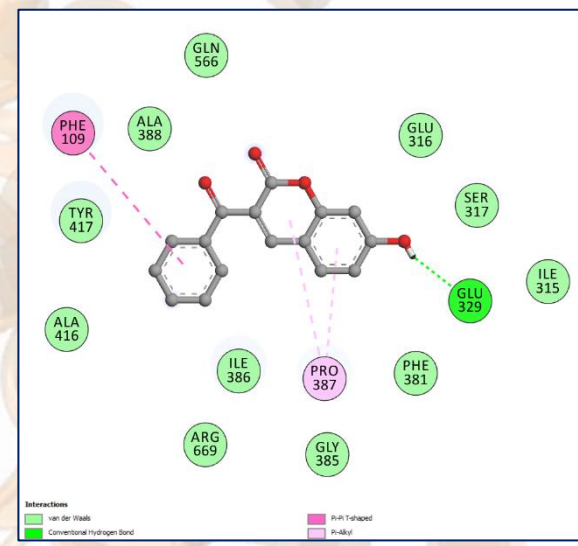 GLN
566
PHE
109
ALA
388
GLU
316
TYR
417
SER
317
ILE
315
GLU
329
ALA
416
ILE
386
PRO
387
PHE
381
ARG
669
GLY
385
Interactions
van der Waals
Conventional Hydrogen Bond
Pi-Pi T-shaped
Pi-Alkyl